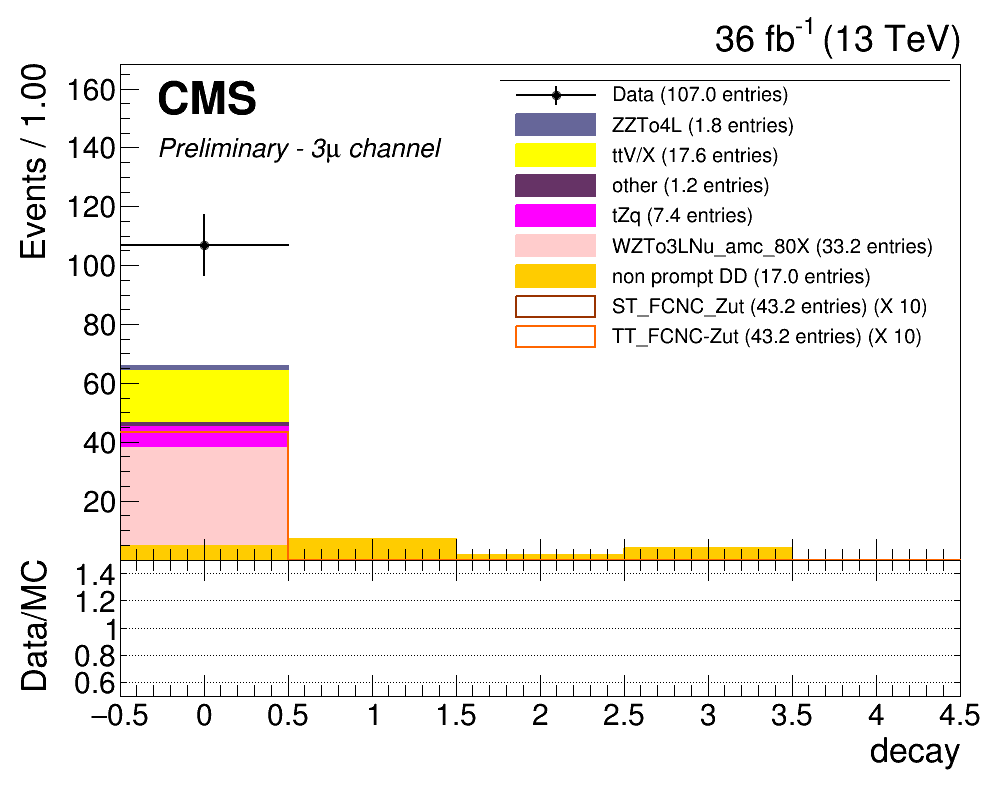 36 fb-1 (13 TeV)
CMS
Preliminary - 3μ channel
Data (107.0 entries)
ZZTo4L (1.8 entries)
ttV/X (17.6 entries)
other (1.2 entries)
tZq (7.4 entries)
WZTo3LNu_amc_80X (33.2 entries)
non prompt DD (17.0 entries)
ST_FCNC_Zut (43.2 entries) (X 10)
TT_FCNC-Zut (43.2 entries) (X 10)
Events / 1.00
160
140
120
100
80
60
40
20
Data/MC
1.4
1.2
1
0.8
0.6
−0.5 0 0.5 1 1.5 2 2.5 3 3.5 4 4.5
decay